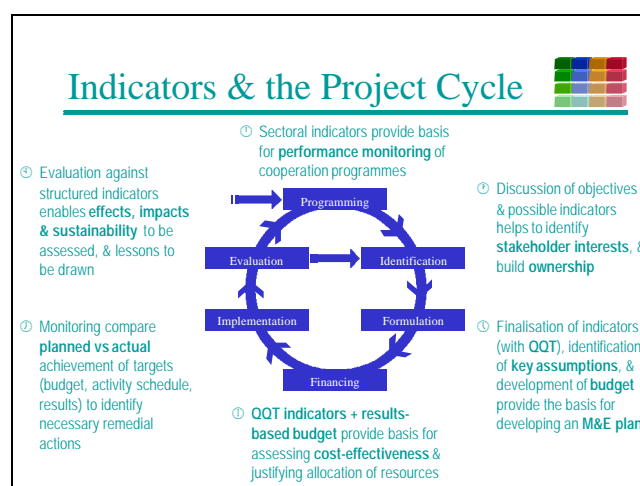 Indicators & the Project Cycle
Sectoral indicators provide basis
for performance monitoring of
cooperation programmes
Evaluation against
structured indicators
enables effects, impacts
& sustainability to be
assessed, & lessons to
be drawn
Programming
Discussion of objectives
& possible indicators
helps to identify
stakeholder interests, &
build ownership
Evaluation
Identification
Monitoring compare
planned vs actual
achievement of targets
(budget, activity schedule,
results) to identify
necessary remedial
actions
Implementation
Formulation
Finalisation of indicators
(with QQT), identification
of key assumptions, &
development of budget
provide the basis for
developing an M&E plan
Financing
QQT indicators + results-
based budget provide basis for
assessing cost-effectiveness &
justifying allocation of resources